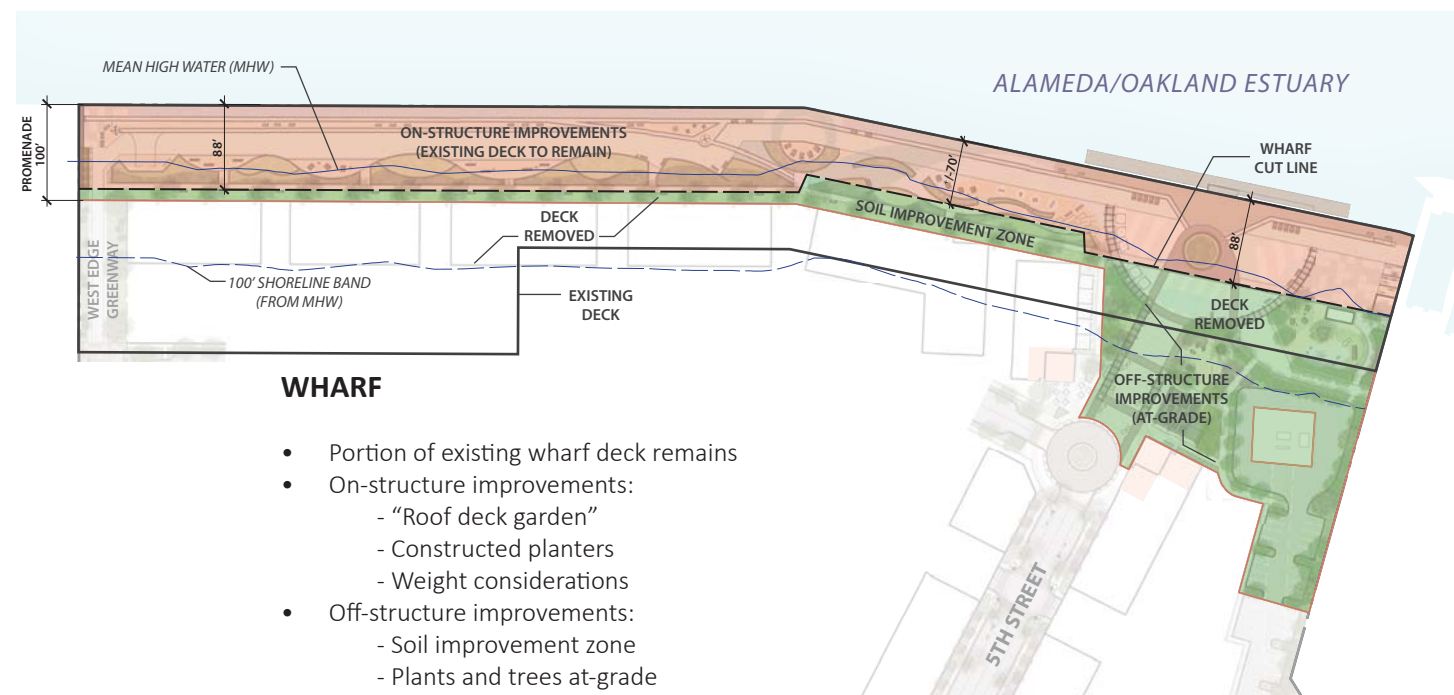 MEAN HIGH WATER (MHW)
ALAMEDA/OAKLAND ESTUARY
PROMENADE
100'
88'
ON-STRUCTURE IMPROVEMENTS
(EXISTING DECK TO REMAIN)
+/-70'
WHARF
CUT LINE
SOIL IMPROVEMENT ZONE
DECK
REMOVED
88'
WEST EDGE
GREENWAY
100' SHORELINE BAND
(FROM MHW)
EXISTING
DECK
DECK
REMOVED
OFF-STRUCTURE
IMPROVEMENTS
(AT-GRADE)
WHARF
• Portion of existing wharf deck remains
• On-structure improvements:
- “Roof deck garden”
- Constructed planters
- Weight considerations
• Off-structure improvements:
- Soil improvement zone
- Plants and trees at-grade
5TH STREET